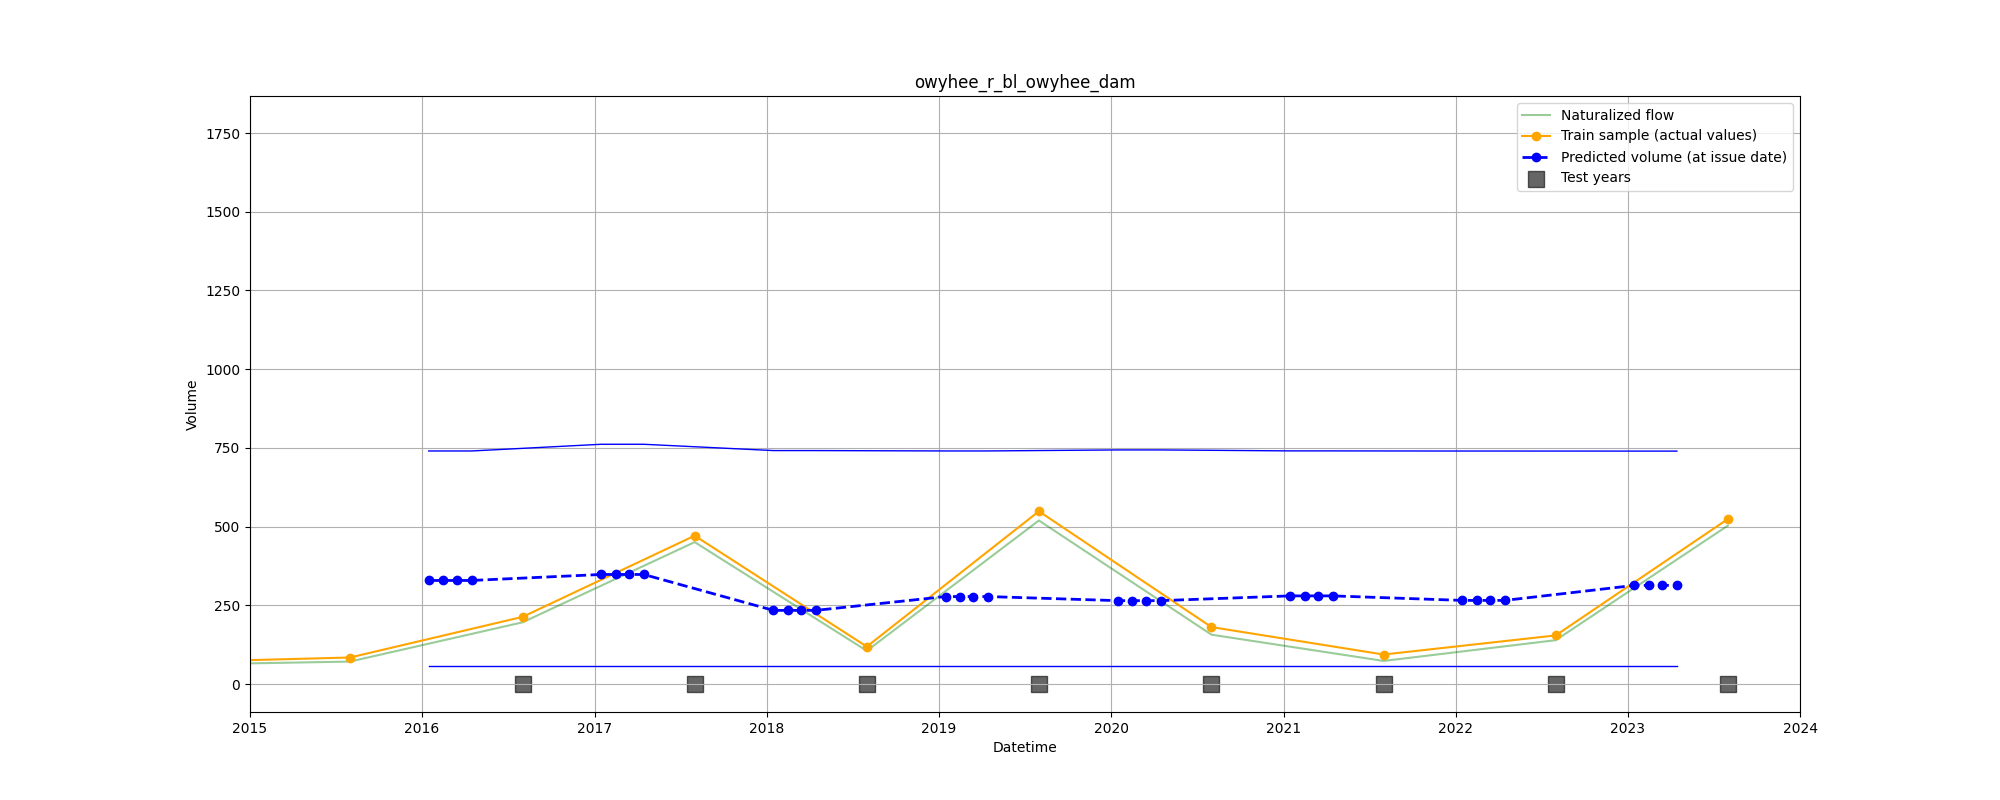 owyhee_r_bl_owyhee_dam
Naturalized flow
Train sample (actual values)
Predicted volume (at issue date)
Test years
Volume
1750
1500
1250
1000
750
500
250
0
2015 2016 2017 2018 2019 2020 2021 2022 2023 2024
Datetime